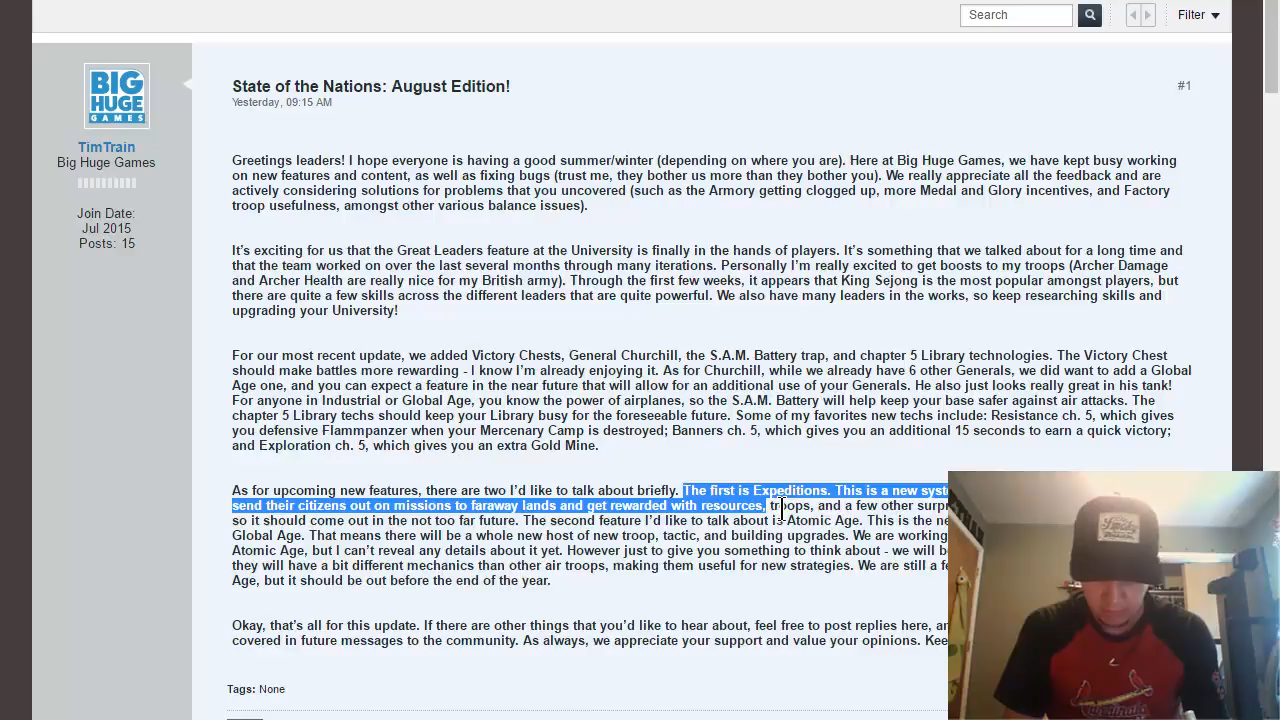 Search
Filter
BIG
HUGE
GAMES
TimTrain
Big Huge Games
Join Date:
Jul 2015
Posts: 15
State of the Nations: August Edition!
#1
Yesterday, 09:15 AM
Greetings leaders! I hope everyone is having a good summer/winter (depending on where you are). Here at Big Huge Games, we have kept busy working
on new features and content, as well as fixing bugs (trust me, they bother us more than they bother you). We really appreciate all the feedback and are
actively considering solutions for problems that you uncovered (such as the Armory getting clogged up, more Medal and Glory incentives, and Factory
troop usefulness, amongst other various balance issues).
It's exciting for us that the Great Leaders feature at the University is finally in the hands of players. It's something that we talked about for a long time and
that the team worked on over the last several months through many iterations. Personally I'm really excited to get boosts to my troops (Archer Damage
and Archer Health are really nice for my British army). Through the first few weeks, it appears that King Sejong is the most popular amongst players, but
there are quite a few skills across the different leaders that are quite powerful. We also have many leaders in the works, so keep researching skills and
upgrading your University!
For our most recent update, we added Victory Chests, General Churchill, the S.A.M. Battery trap, and chapter 5 Library technologies. The Victory Chest
should make battles more rewarding - I know I'm already enjoying it. As for Churchill, while we already have 6 other Generals, we did want to add a Global
Age one, and you can expect a feature in the near future that will allow for an additional use of your Generals. He also just looks really great in his tank!
For anyone in Industrial or Global Age, you know the power of airplanes, so the S.A.M. Battery will help keep your base safer against air attacks. The
chapter 5 Library techs should keep your Library busy for the foreseeable future. Some of my favorites new techs include: Resistance ch. 5, which gives
you defensive Flammpanzer when your Mercenary Camp is destroyed; Banners ch. 5, which gives you an additional 15 seconds to earn a quick victory;
and Exploration ch. 5, which gives you an extra Gold Mine.
As for upcoming new features, there are two I'd like to talk about briefly. The first is Expeditions. This is a new syst
send their citizens out on missions to faraway lands and get rewarded with resources, troops, and a few other surpr
so it should come out in the not too far future. The second feature I'd like to talk about is Atomic Age. This is the ne
Global Age. That means there will be a whole new host of new troop, tactic, and building upgrades. We are working
Atomic Age, but I can't reveal any details about it yet. However just to give you something to think about - we will b
they will have a bit different mechanics than other air troops, making them useful for new strategies. We are still a fe
Age, but it should be out before the end of the year.
Okay, that's all for this update. If there are other things that you'd like to hear about, feel free to post replies here, an
covered in future messages to the community. As always, we appreciate your support and value your opinions. Kee
Tags: None
Cardinals